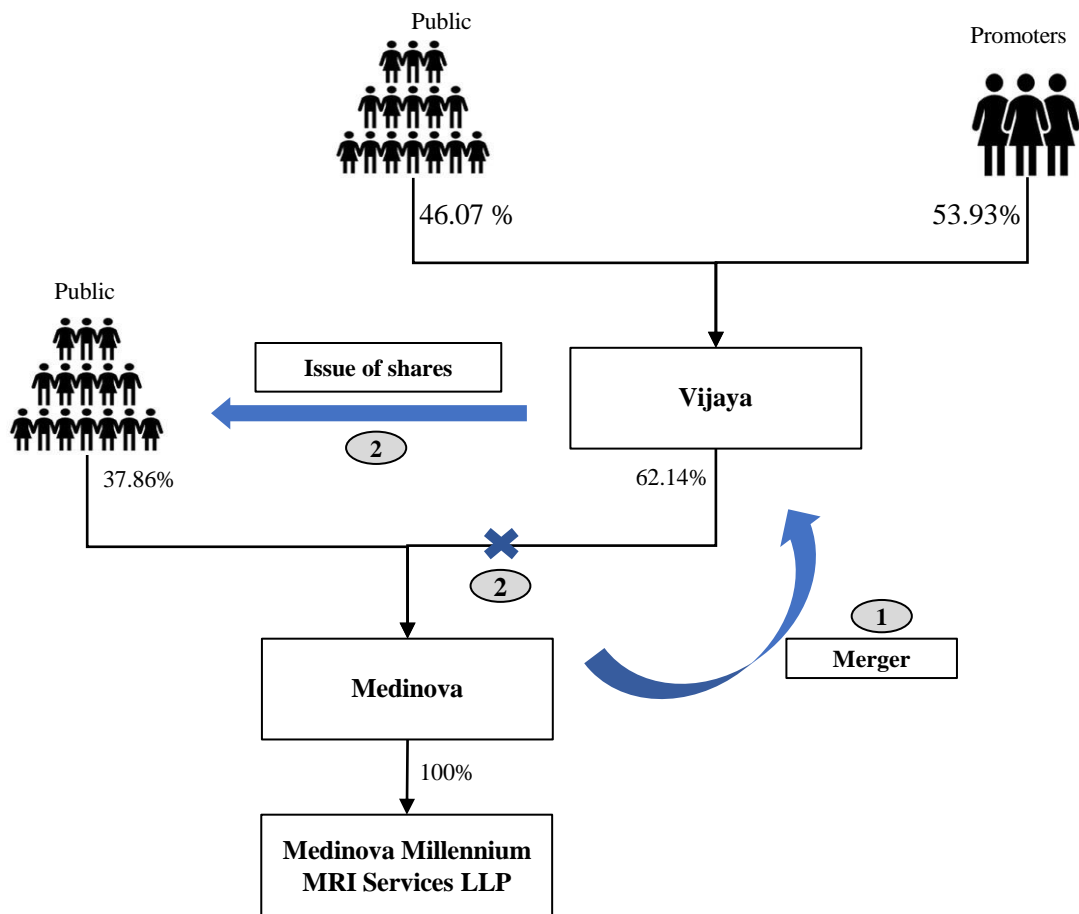 Public
Promoters
46.07 %
53.93%
Public
Issue of shares
Vijaya
2
37.86%
62.14%
2
1
Merger
Medinova
100%
Medinova Millennium
MRI Services LLP